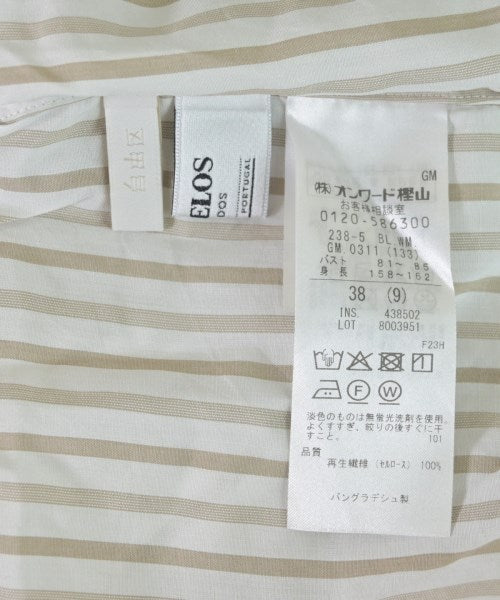 自由区
ELOS
DOS
PORTUGAL
GM
㈱オンワード樫山
お客様相談室
0120-586300
238-5 BL.WM
GM.0311 (133)
バスト 81~ 85
身長 158~162
38 (9)
INS 438502
LOT 8003951
F23H
F
W
淡色のものは無蛍光洗剤を使用。
よくすすぎ、絞りの後すぐに干
すこと。 101
品質
再生繊維(セルロース) 100%
バングラデシュ製